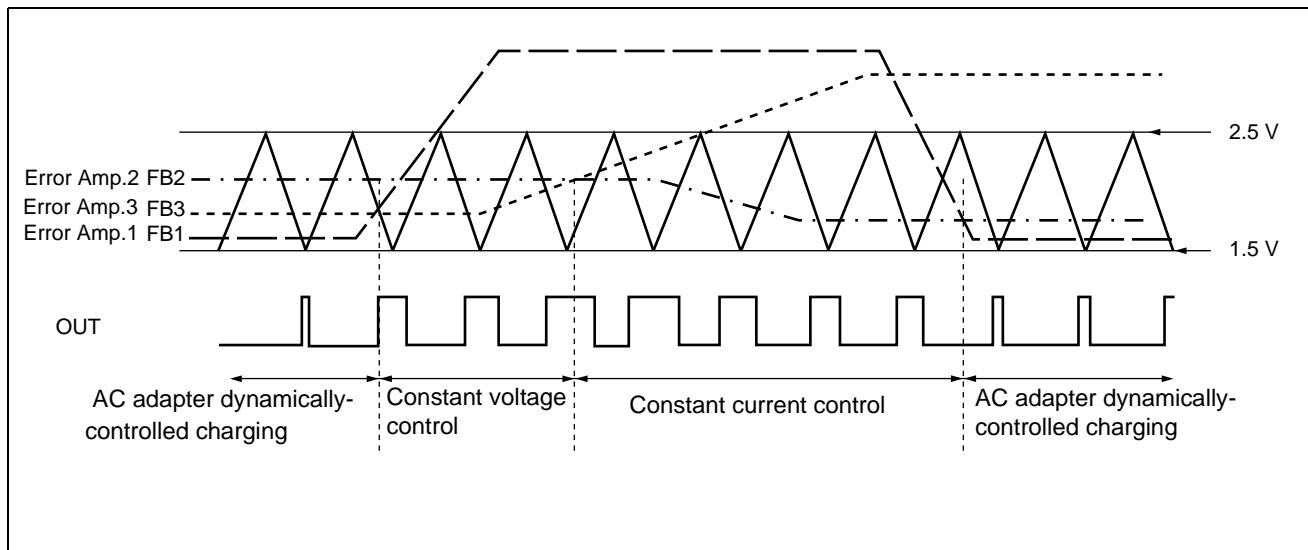 2.5 V
Error Amp.2 FB2
Error Amp.3 FB3
Error Amp.1 FB1
1.5 V
OUT
AC adapter dynamically-
controlled charging
Constant voltage
control
Constant current control
AC adapter dynamically-
controlled charging